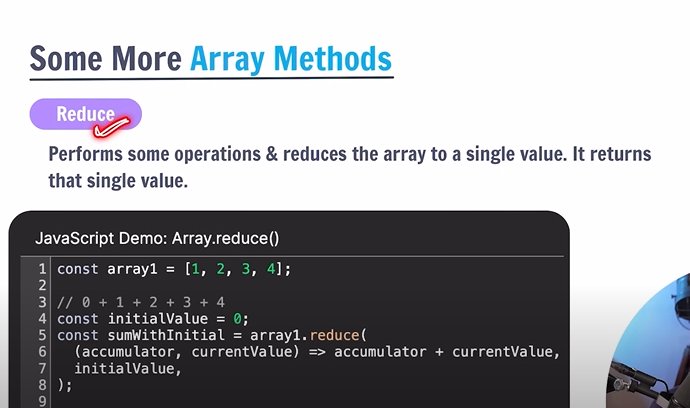 Some More Array Methods
Reduce
Performs some operations & reduces the array to a single value. It returns
that single value.
JavaScript Demo: Array.reduce()
1 const array1 = [1, 2, 3, 4];
2
3 // 0 + 1 + 2 + 3 + 4
4 const initialValue = 0;
5 const sumWithInitial = array1.reduce(
6 (accumulator, currentValue) => accumulator + currentValue,
7 initialValue,
8 );
9